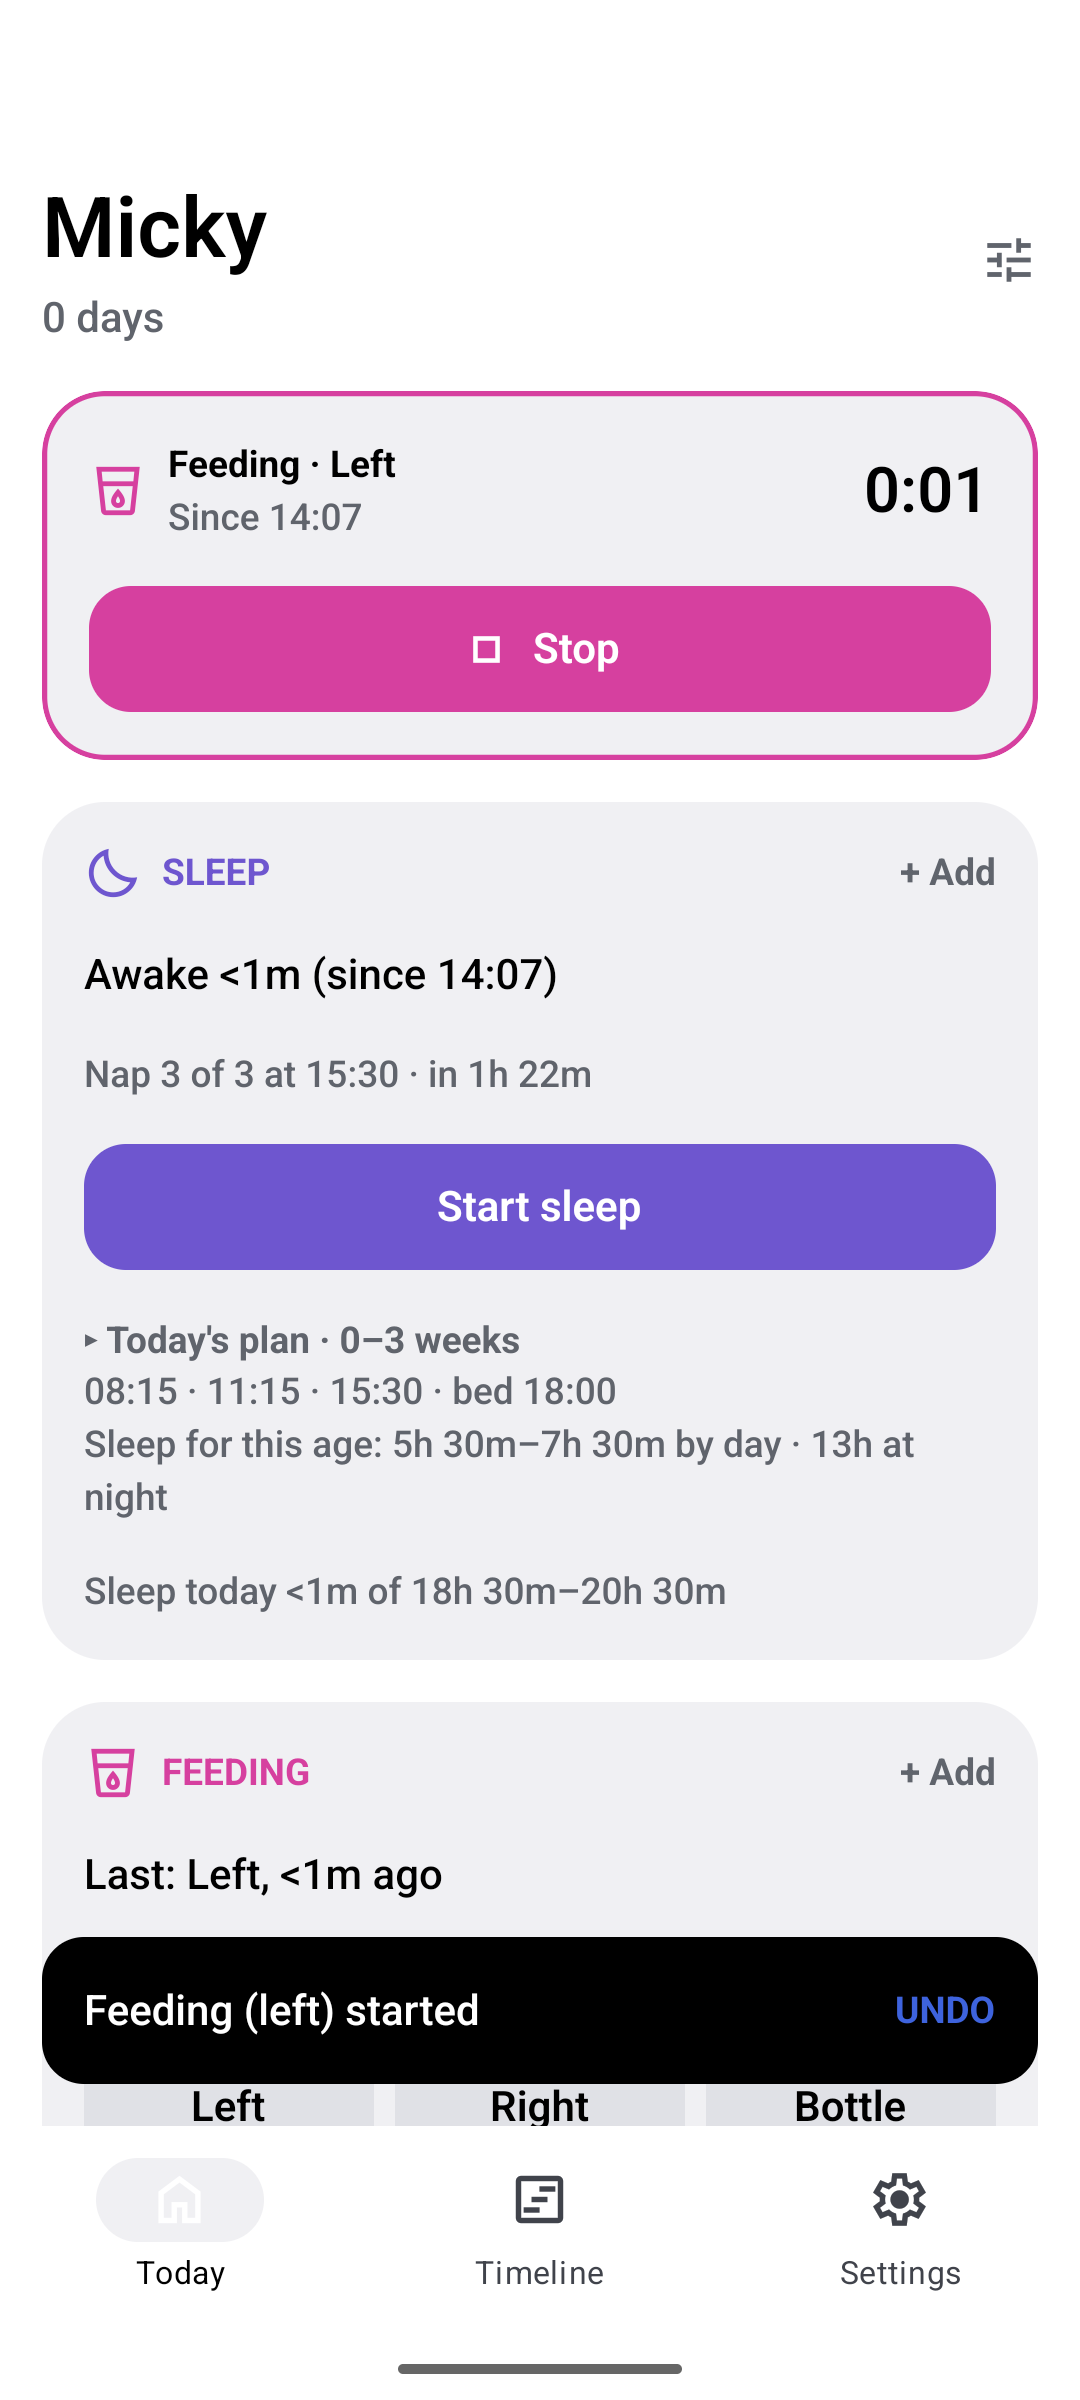 Micky
0 days
Feeding · Left
Since 14:07
0:01
Stop
SLEEP
+ Add
Awake <1m (since 14:07)
Nap 3 of 3 at 15:30 · in 1h 22m
Start sleep
▸ Today's plan · 0–3 weeks
08:15 · 11:15 · 15:30 · bed 18:00
Sleep for this age: 5h 30m–7h 30m by day · 13h at
night
Sleep today <1m of 18h 30m–20h 30m
FEEDING
+ Add
Last: Left, <1m ago
Feeding (left) started
UNDO
Left
Right
Bottle
Today
Timeline
Settings